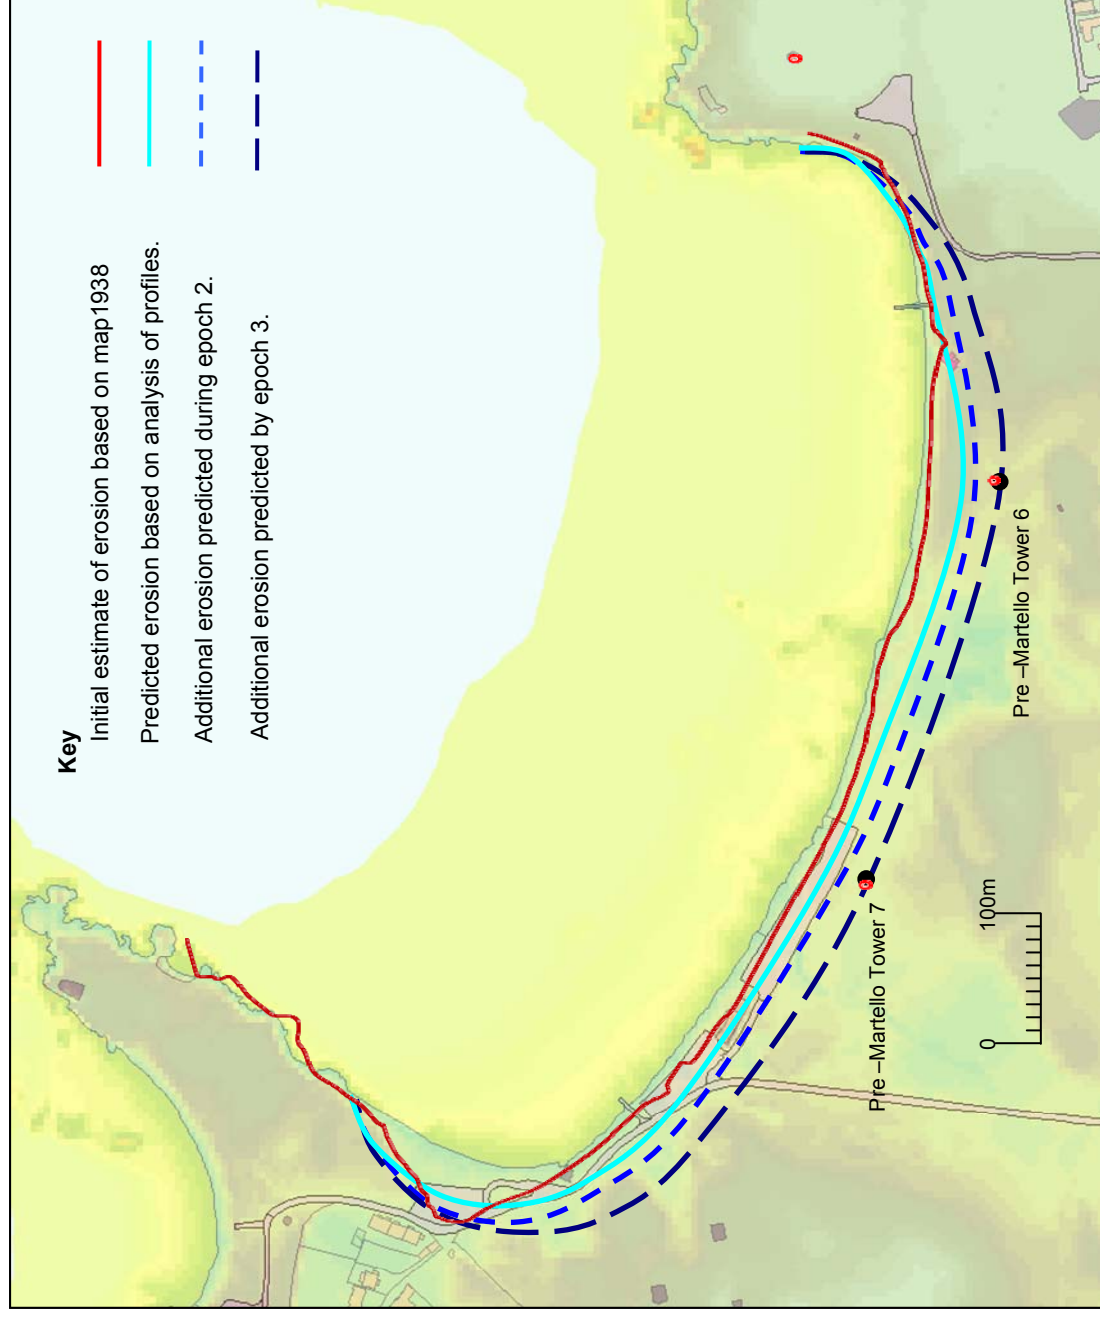 Key
Initial estimate of erosion based on map1938
Predicted erosion based on analysis of profiles.
Additional erosion predicted during epoch 2.
Additional erosion predicted by epoch 3.
Pre –Martello Tower 7
Pre –Martello Tower 6
0
100m